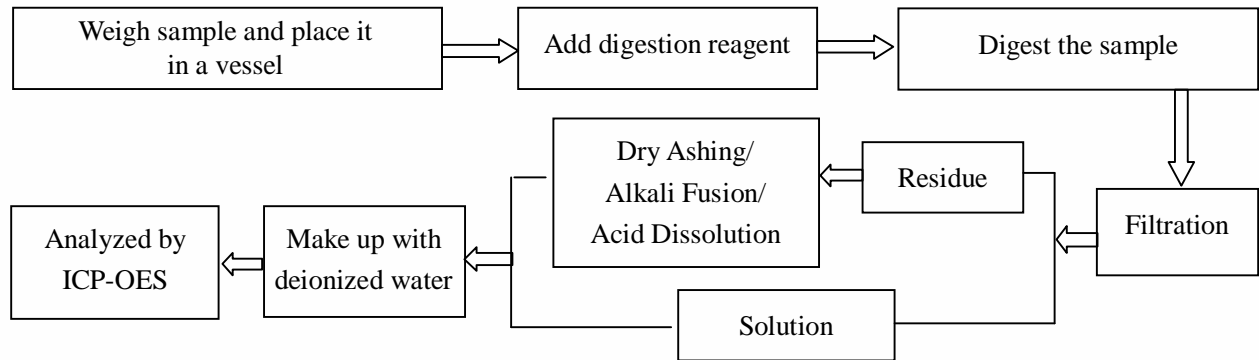 Weigh sample and place it
in a vessel
Add digestion reagent
Digest the sample
Filtration
Residue
Dry Ashing/
Alkali Fusion/
Acid Dissolution
Solution
Make up with
deionized water
Analyzed by
ICP-OES